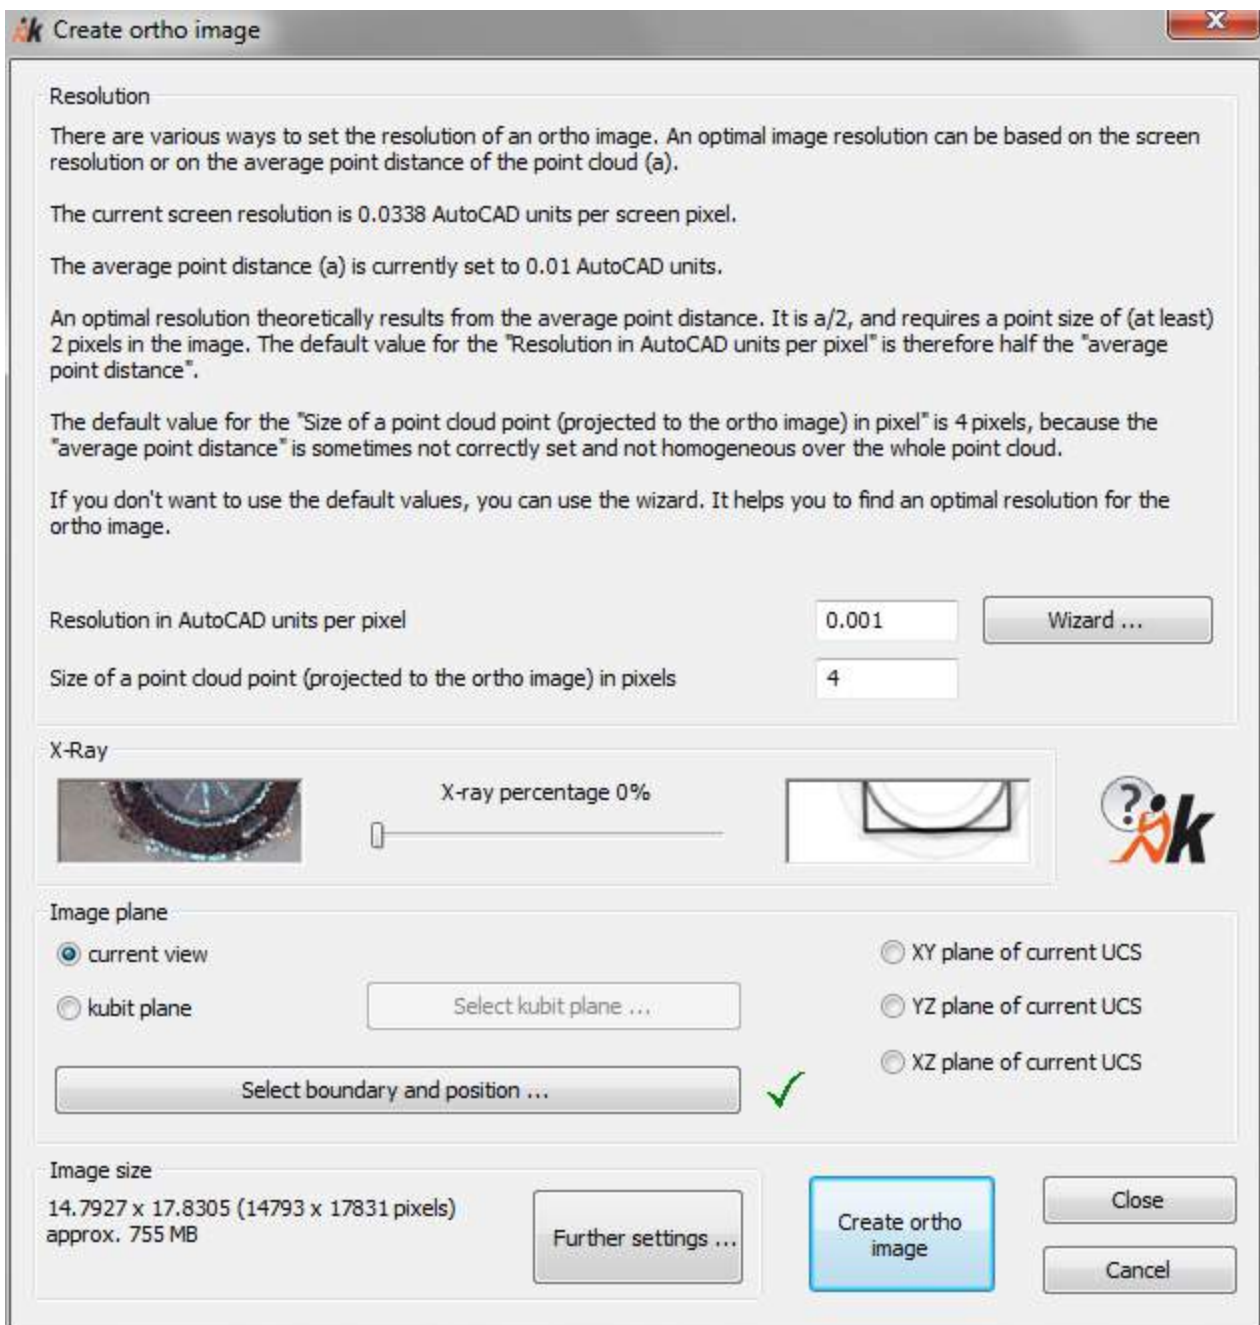 Create ortho image
Resolution
There are various ways to set the resolution of an ortho image. An optimal image resolution can be based on the screen
resolution or on the average point distance of the point cloud (a).
The current screen resolution is 0.0338 AutoCAD units per screen pixel.
The average point distance (a) is currently set to 0.01 AutoCAD units.
An optimal resolution theoretically results from the average point distance. It is a/2, and requires a point size of (at least)
2 pixels in the image. The default value for the "Resolution in AutoCAD units per pixel" is therefore half the "average
point distance".
The default value for the "Size of a point cloud point (projected to the ortho image) in pixel" is 4 pixels, because the
"average point distance" is sometimes not correctly set and not homogeneous over the whole point cloud.
If you don't want to use the default values, you can use the wizard. It helps you to find an optimal resolution for the
ortho image.
Resolution in AutoCAD units per pixel 0.001 Wizard ...
Size of a point cloud point (projected to the ortho image) in pixels 4
X-Ray
X-ray percentage 0%
?k
Image plane
current view XY plane of current UCS
kubit plane Select kubit plane ... YZ plane of current UCS
XZ plane of current UCS
Select boundary and position ...
Image size
14.7927 x 17.8305 (14793 x 17831 pixels)
approx. 755 MB
Further settings ...
Create ortho
image
Close
Cancel